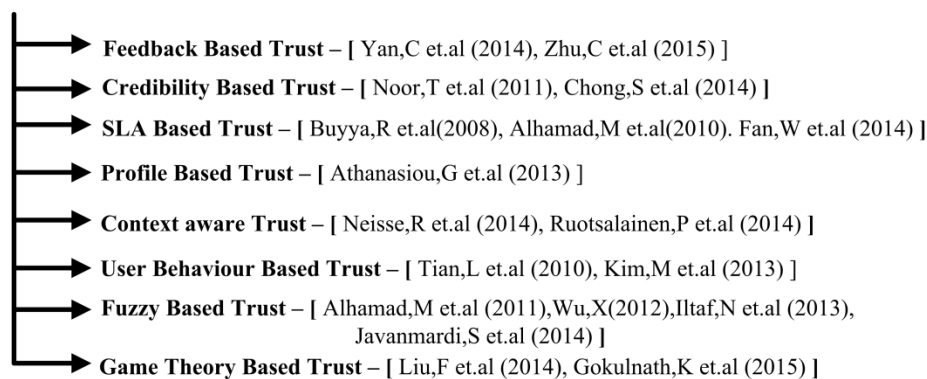 Feedback Based Trust – [ Yan,C et.al (2014), Zhu,C et.al (2015) ]
Credibility Based Trust – [ Noor,T et.al (2011), Chong,S et.al (2014) ]
SLA Based Trust – [ Buyya,R et.al(2008), Alhamad,M et.al(2010). Fan,W et.al (2014) ]
Profile Based Trust – [ Athanasiou,G et.al (2013) ]
Context aware Trust – [ Neisse,R et.al (2014), Ruotsalainen,P et.al (2014) ]
User Behaviour Based Trust – [ Tian,L et.al (2010), Kim,M et.al (2013) ]
Fuzzy Based Trust – [ Alhamad,M et.al (2011),Wu,X(2012),Iltaf,N et.al (2013),
Javanmardi,S et.al (2014) ]
Game Theory Based Trust – [ Liu,F et.al (2014), Gokulnath,K et.al (2015) ]